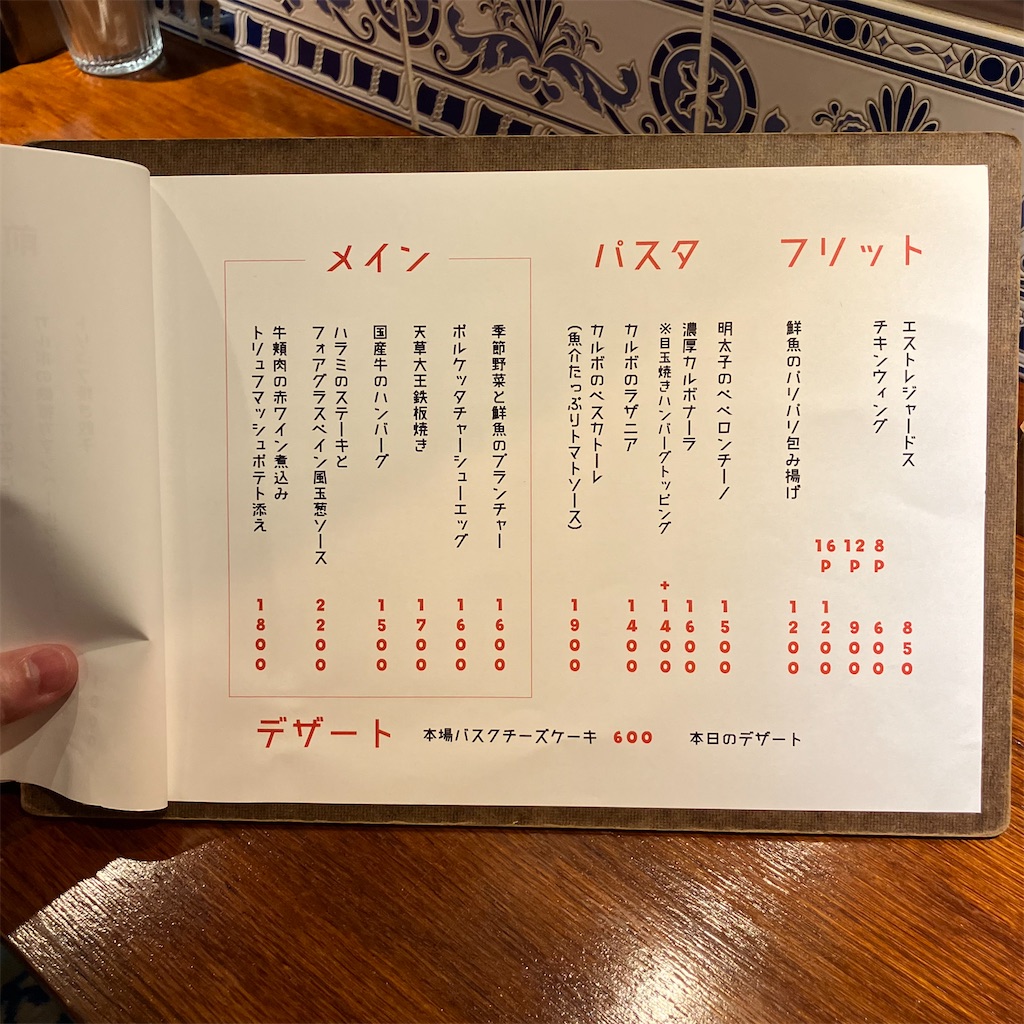 フリット
エストレジャードス
850
チキンウィング
8P 600
12P 900
16P 1200
鮮魚のパリパリ包み揚げ
1200
パスタ
明太子のペペロンチーノ
1500
濃厚カルボナーラ
1600
※目玉焼きハンバーグトッピング
+1400
カルボのラザニア
1400
カルボのペスカトーレ
(魚介たっぷりトマトソース)
1900
メイン
季節野菜と鮮魚のプランチャー
1600
ポルケッタチャーシューエッグ
1600
天草大王鉄板焼き
1700
国産牛のハンバーグ
1500
ハラミのステーキと
フォアグラスペイン風玉葱ソース
2200
牛頬肉の赤ワイン煮込み
トリュフマッシュポテト添え
1800
デザート
本場バスクチーズケーキ 600
本日のデザート